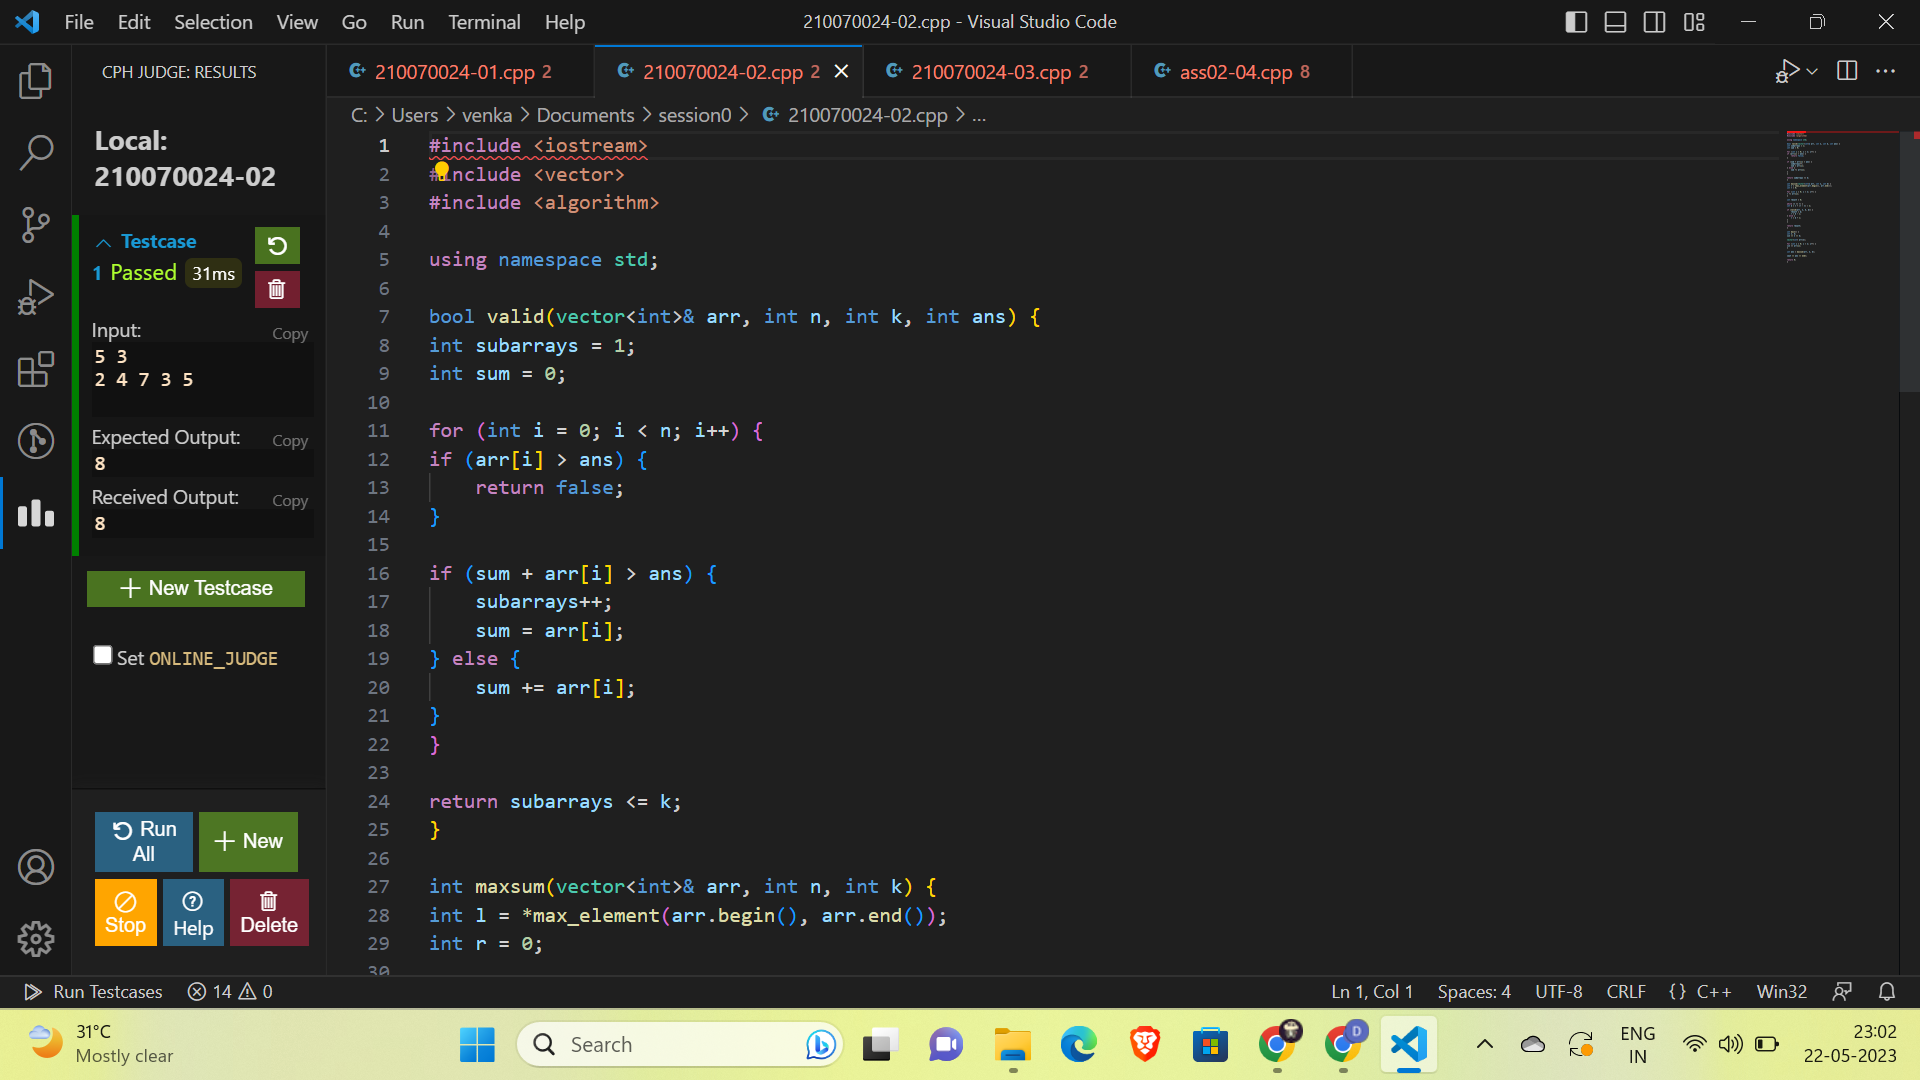 File Edit Selection View Go Run Terminal Help
210070024-02.cpp - Visual Studio Code
CPH JUDGE: RESULTS
210070024-01.cpp 2
210070024-02.cpp 2
210070024-03.cpp 2
ass02-04.cpp 8
C: > Users > venka > Documents > session0 > 210070024-02.cpp > ...
Local:
210070024-02
Testcase
1 Passed 31ms
Input:
Copy
5 3
2 4 7 3 5
Expected Output:
Copy
8
Received Output:
Copy
8
+ New Testcase
Set ONLINE_JUDGE
Run All
+ New
Stop
Help
Delete
1 #include <iostream>
2 #include <vector>
3 #include <algorithm>
4
5 using namespace std;
6
7 bool valid(vector<int>& arr, int n, int k, int ans) {
8 int subarrays = 1;
9 int sum = 0;
10
11 for (int i = 0; i < n; i++) {
12 if (arr[i] > ans) {
13 return false;
14 }
15
16 if (sum + arr[i] > ans) {
17 subarrays++;
18 sum = arr[i];
19 } else {
20 sum += arr[i];
21 }
22 }
23
24 return subarrays <= k;
25 }
26
27 int maxsum(vector<int>& arr, int n, int k) {
28 int l = *max_element(arr.begin(), arr.end());
29 int r = 0;
30
Run Testcases
14 0
Ln 1, Col 1
Spaces: 4
UTF-8
CRLF
{} C++
Win32
31°C
Mostly clear
Search
D
ENG
IN
23:02
22-05-2023